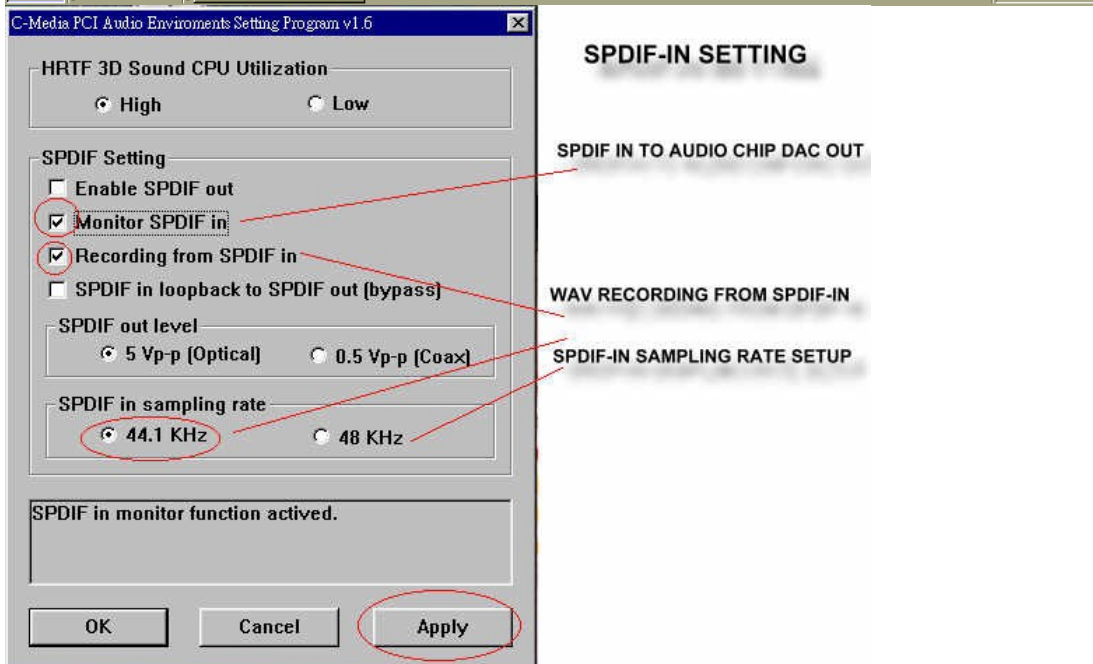 C-Media PCI Audio Enviroments Setting Program v1.6
HRTF 3D Sound CPU Utilization
High
Low
SPDIF Setting
Enable SPDIF out
Monitor SPDIF in
Recording from SPDIF in
SPDIF in loopback to SPDIF out (bypass)
SPDIF out level
5 Vp-p (Optical)
0.5 Vp-p (Coax)
SPDIF in sampling rate
44.1 KHz
48 KHz
SPDIF in monitor function actived.
OK
Cancel
Apply
SPDIF-IN SETTING
SPDIF IN TO AUDIO CHIP DAC OUT
WAV RECORDING FROM SPDIF-IN
SPDIF-IN SAMPLING RATE SETUP